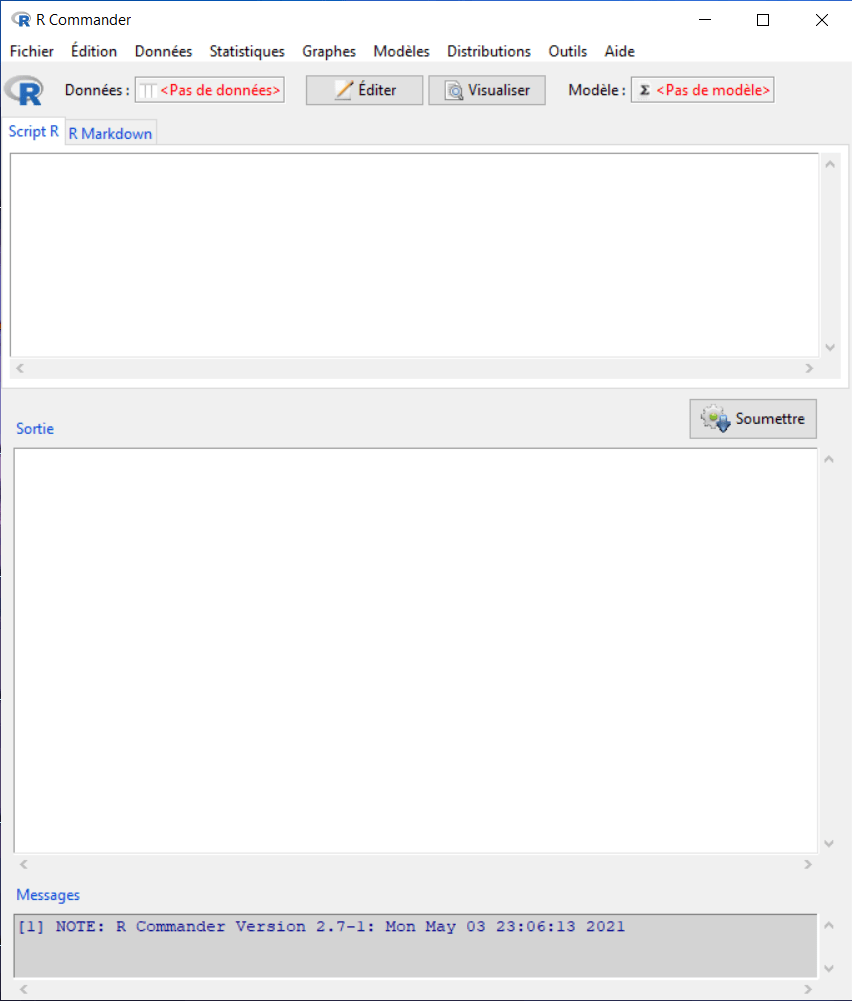 R Commander
Fichier Édition Données Statistiques Graphes Modèles Distributions Outils Aide
R Données : <Pas de données> Éditer Visualiser Modèle : Σ <Pas de modèle>
Script R R Markdown
Soumettre
Sortie
Messages
[1] NOTE: R Commander Version 2.7-1: Mon May 03 23:06:13 2021